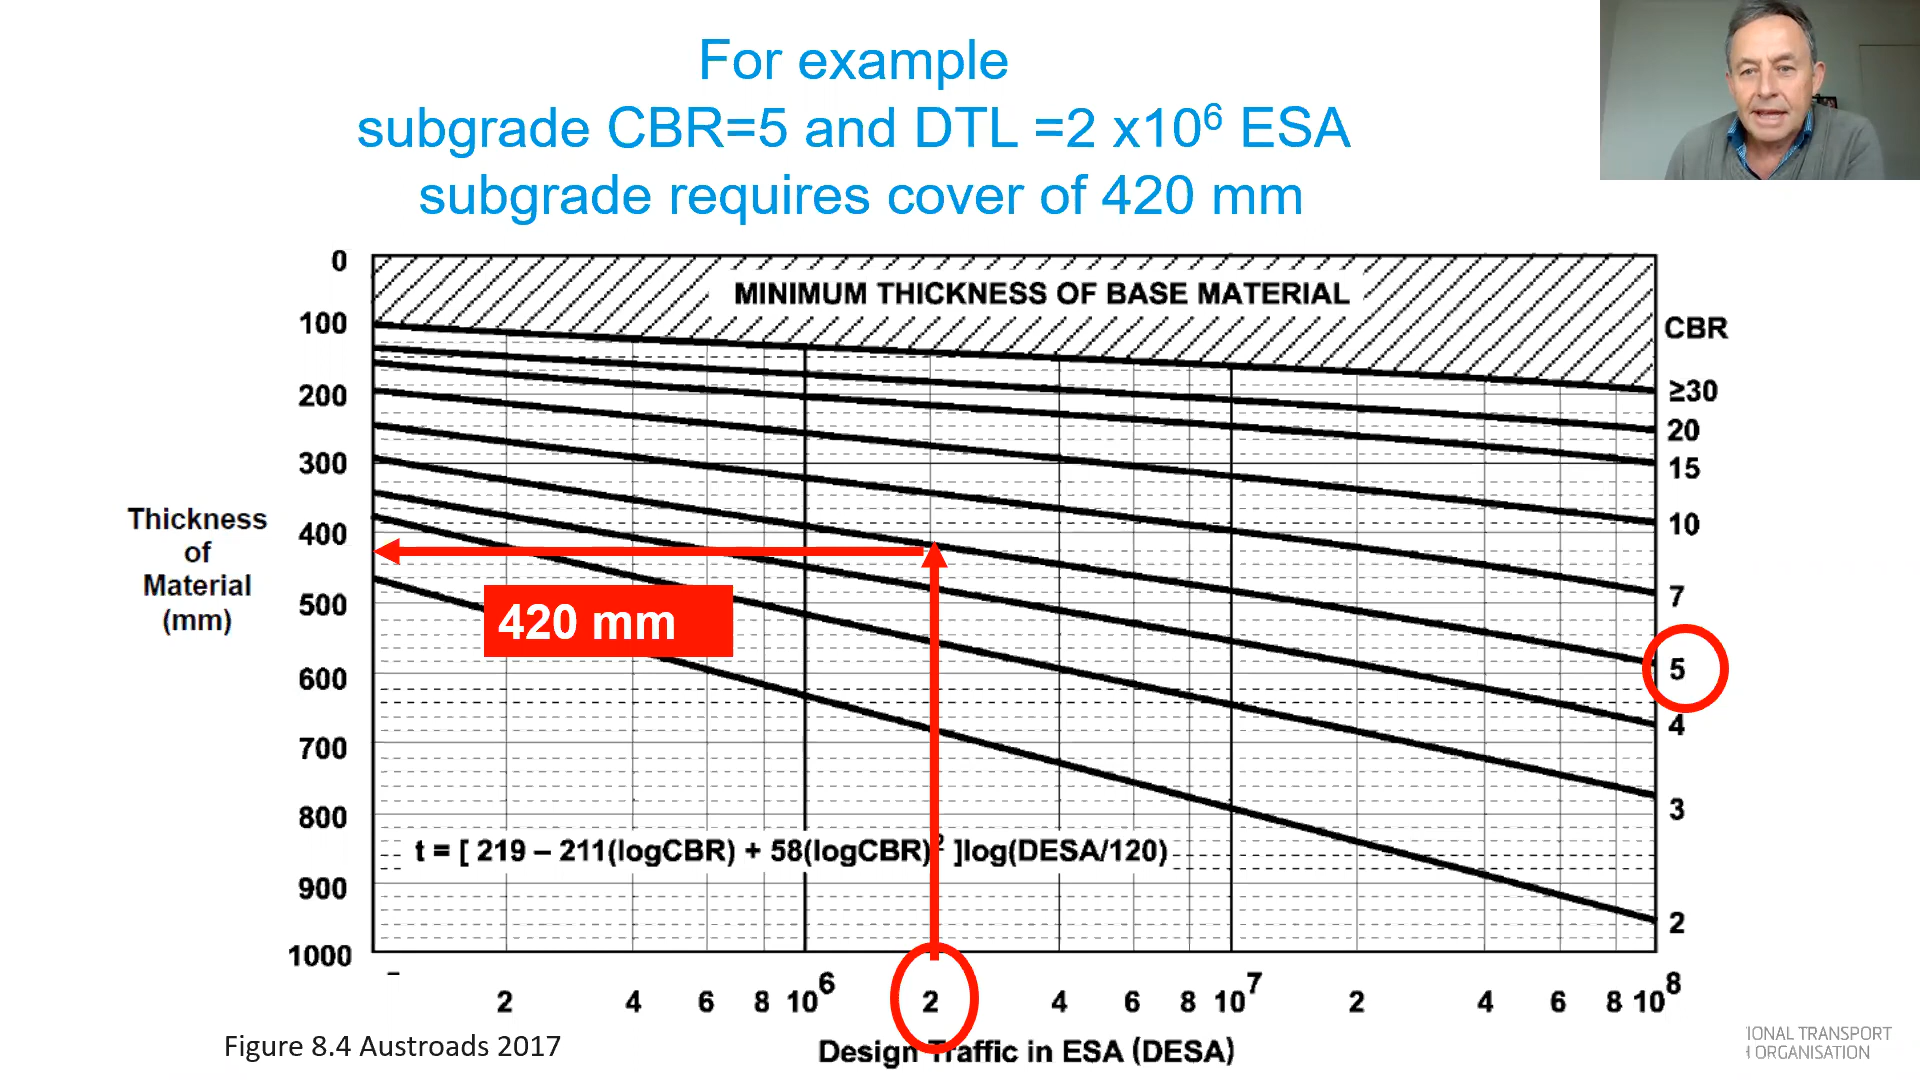 For example
subgrade CBR=5 and DTL =2 x10⁶ ESA
subgrade requires cover of 420 mm
MINIMUM THICKNESS OF BASE MATERIAL
0
100
200
300
400
500
600
700
800
900
1000
Thickness
of
Material
(mm)
CBR
≥30
20
15
10
7
5
4
3
2
420 mm
t = [ 219 – 211(logCBR) + 58(logCBR)² ]log(DESA/120)
2 4 6 8 10⁶ 2 4 6 8 10⁷ 2 4 6 8 10⁸
Design Traffic in ESA (DESA)
Figure 8.4 Austroads 2017
IONAL TRANSPORT
ORGANISATION